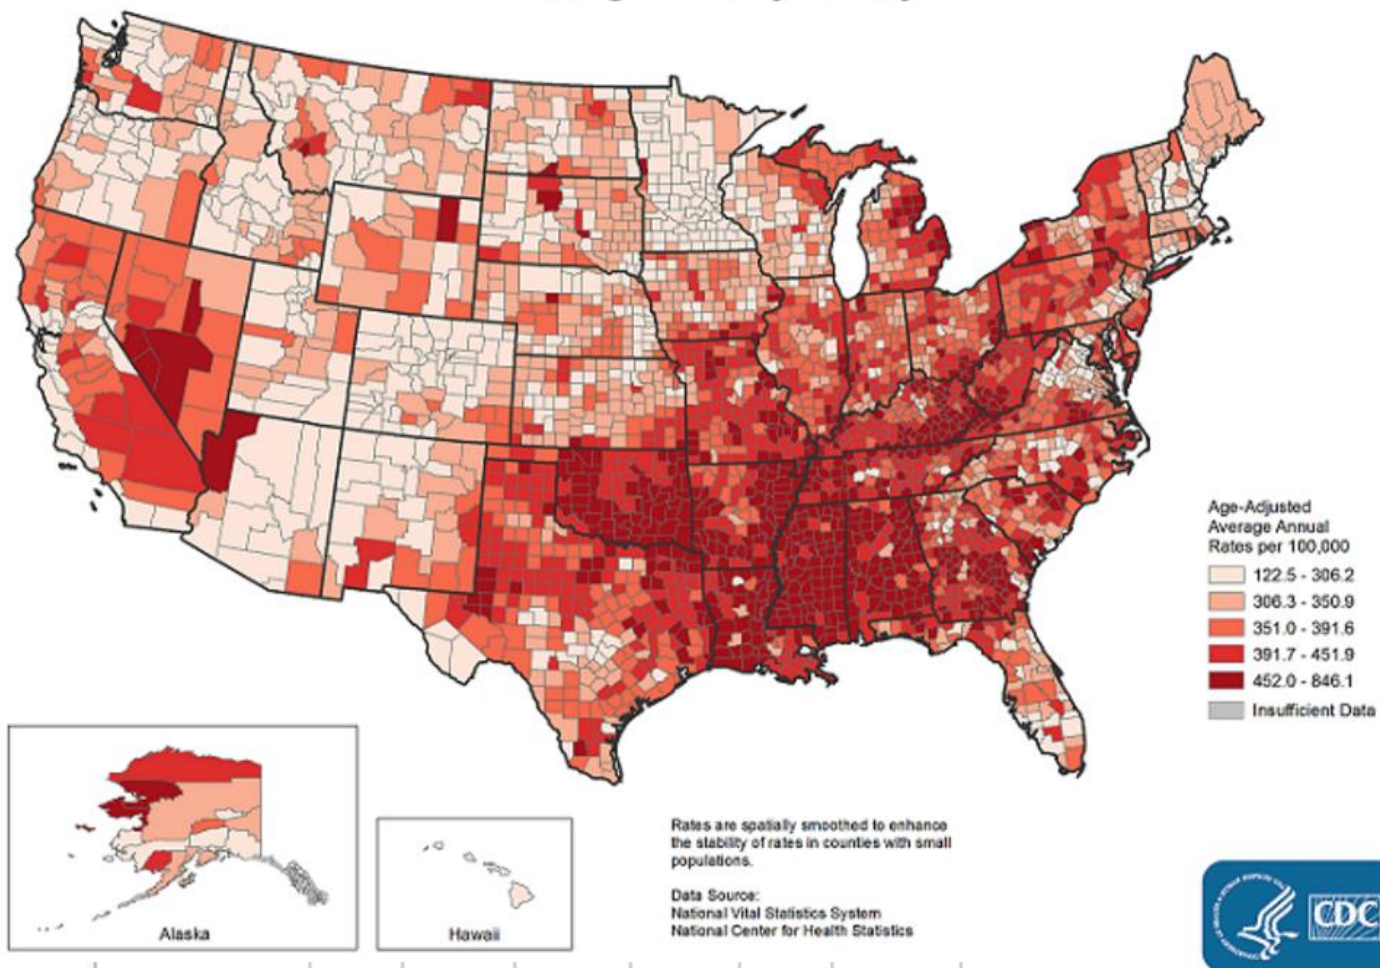 Age-Adjusted
Average Annual
Rates per 100,000
122.5 - 306.2
306.3 - 350.9
351.0 - 391.6
391.7 - 451.9
452.0 - 846.1
Insufficient Data
Rates are spatially smoothed to enhance
the stability of rates in counties with small
populations.
Data Source:
National Vital Statistics System
National Center for Health Statistics
Alaska
Hawaii
CDC